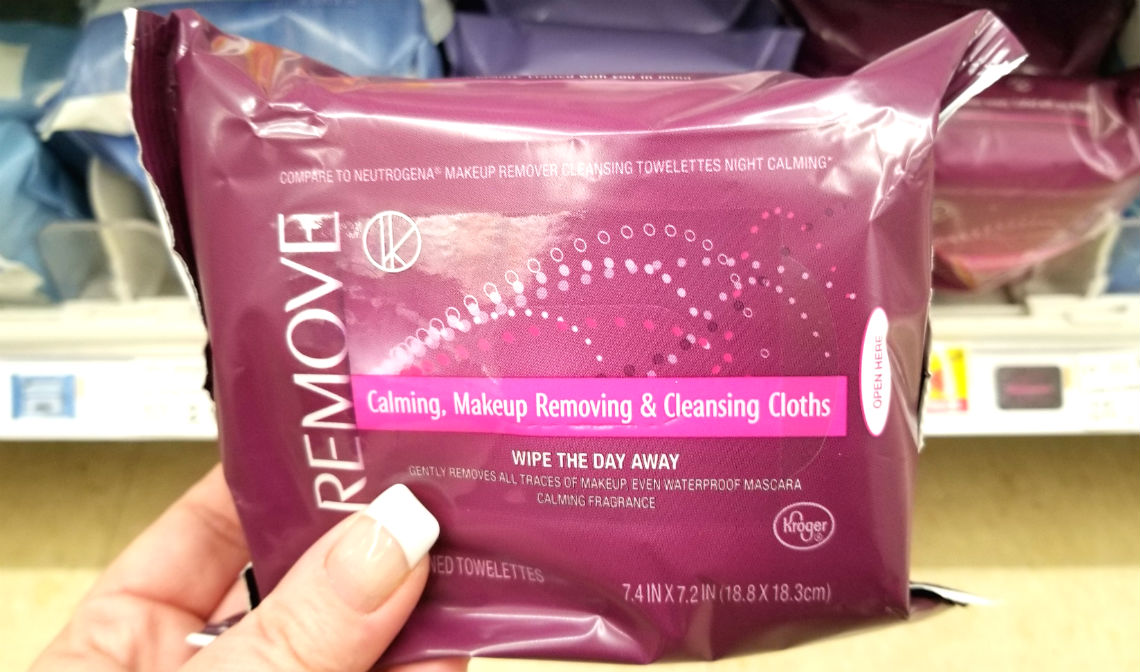 COMPARE TO NEUTROGENA® MAKEUP REMOVER CLEANSING TOWELETTES NIGHT CALMING*
REMOVE
Calming, Makeup Removing & Cleansing Cloths
OPEN HERE
WIPE THE DAY AWAY
GENTLY REMOVES ALL TRACES OF MAKEUP, EVEN WATERPROOF MASCARA
CALMING FRAGRANCE
Kroger
TOWELETTES
7.4 IN X 7.2 IN (18.8 X 18.3cm)